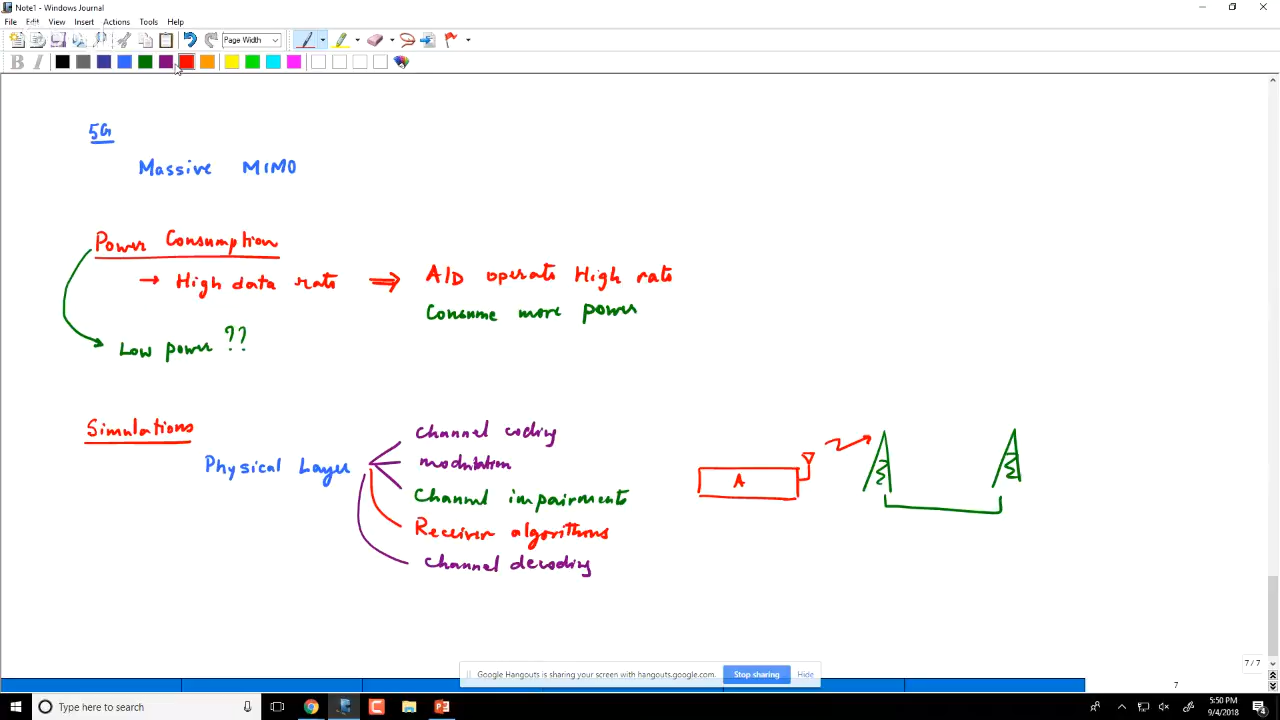 Note1 - Windows Journal
File Edit View Insert Actions Tools Help
Page Width
B I
5G
Massive MIMO
Power Consumption
→ High data rate ⇒ A/D operate High rate
Consume more power
Low power ??
Simulations
Physical Layer
Channel coding
modulation
Channel impairments
Receiver algorithms
Channel decoding
A
7 / 7
Google Hangouts is sharing your screen with hangouts.google.com.
Stop sharing
Hide
7
Type here to search
5:50 PM
9/4/2018
4